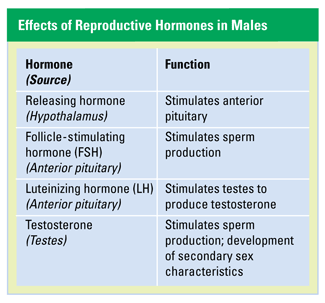 Effects of Reproductive Hormones in Males
Hormone
(Source)
Function
Releasing hormone
(Hypothalamus)
Stimulates anterior
pituitary
Follicle-stimulating
hormone (FSH)
(Anterior pituitary)
Stimulates sperm
production
Luteinizing hormone (LH)
(Anterior pituitary)
Stimulates testes to
produce testosterone
Testosterone
(Testes)
Stimulates sperm
production; development
of secondary sex
characteristics